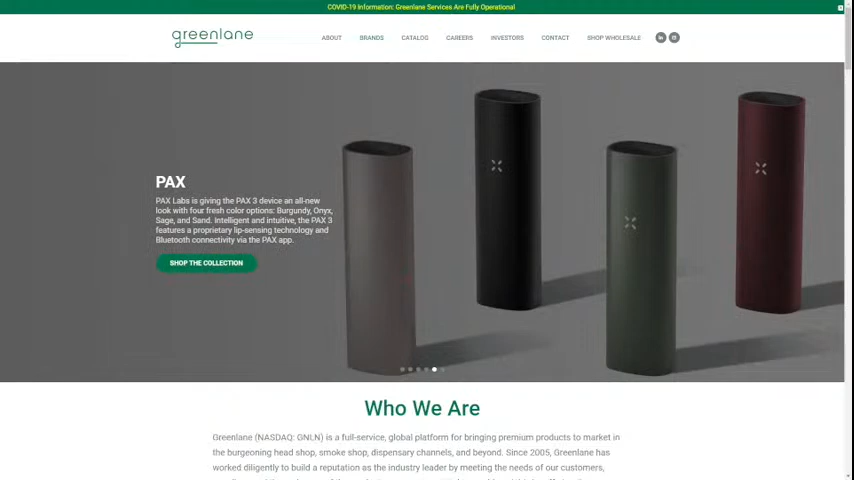 COVID-19 Information: Greenlane Services Are Fully Operational
greenlane
ABOUT BRANDS CATALOG CAREERS INVESTORS CONTACT SHOP WHOLESALE in
PAX
PAX Labs is giving the PAX 3 device an all-new
look with four fresh color options: Burgundy, Onyx,
Sage, and Sand. Intelligent and intuitive, the PAX 3
features a proprietary lip-sensing technology and
Bluetooth connectivity via the PAX app.
SHOP THE COLLECTION
Who We Are
Greenlane (NASDAQ: GNLN) is a full-service, global platform for bringing premium products to market in
the burgeoning head shop, smoke shop, dispensary channels, and beyond. Since 2005, Greenlane has
worked diligently to build a reputation as the industry leader by meeting the needs of our customers,